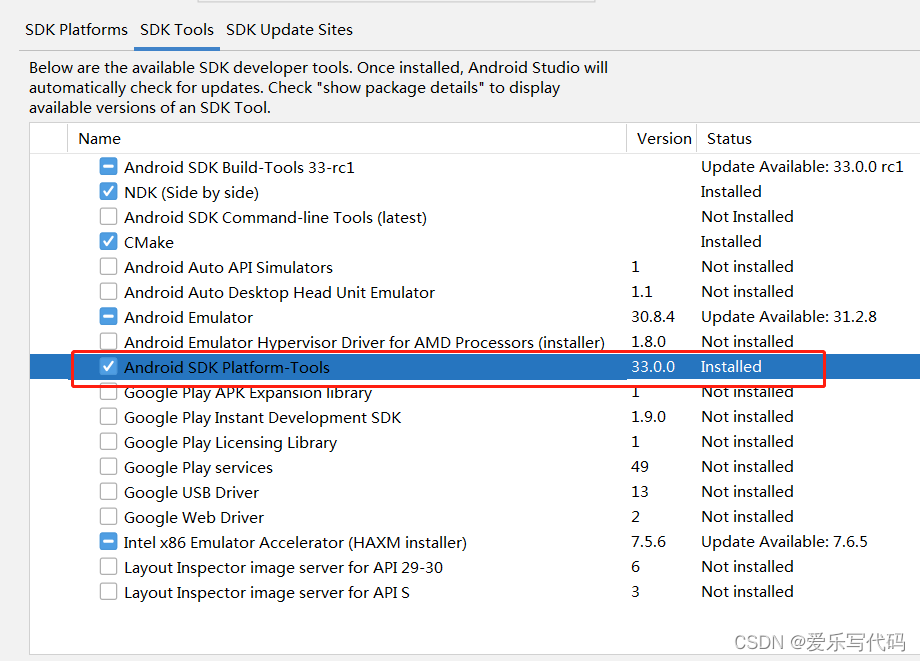 SDK Platforms SDK Tools SDK Update Sites
Below are the available SDK developer tools. Once installed, Android Studio will
automatically check for updates. Check "show package details" to display
available versions of an SDK Tool.
Name Version Status
Android SDK Build-Tools 33-rc1 Update Available: 33.0.0 rc1
NDK (Side by side) Installed
Android SDK Command-line Tools (latest) Not Installed
CMake Installed
Android Auto API Simulators 1 Not installed
Android Auto Desktop Head Unit Emulator 1.1 Not installed
Android Emulator 30.8.4 Update Available: 31.2.8
Android Emulator Hypervisor Driver for AMD Processors (installer) 1.8.0 Not installed
Android SDK Platform-Tools 33.0.0 Installed
Google Play APK Expansion library 1 Not installed
Google Play Instant Development SDK 1.9.0 Not installed
Google Play Licensing Library 1 Not installed
Google Play services 49 Not installed
Google USB Driver 13 Not installed
Google Web Driver 2 Not installed
Intel x86 Emulator Accelerator (HAXM installer) 7.5.6 Update Available: 7.6.5
Layout Inspector image server for API 29-30 6 Not installed
Layout Inspector image server for API S 3 Not installed
CSDN @爱乐写代码